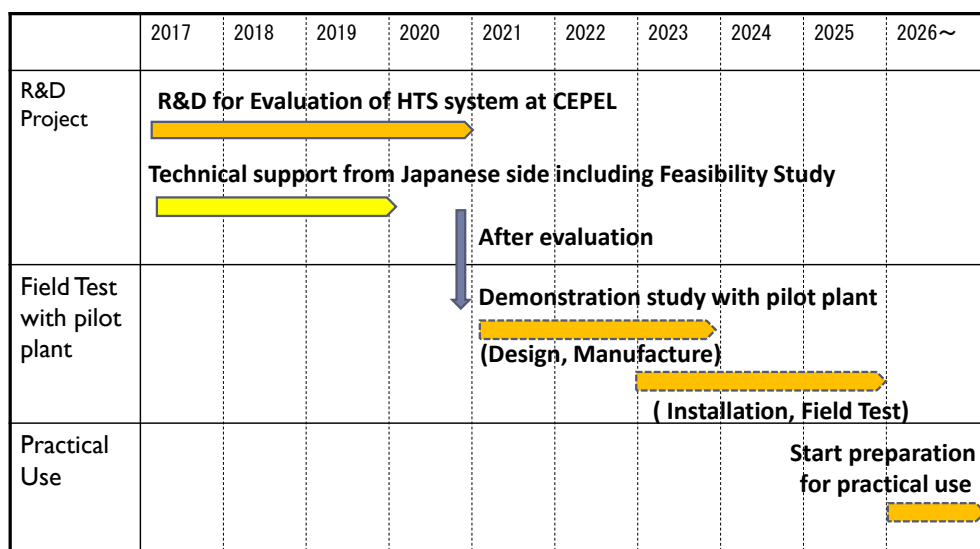 2017 2018 2019 2020 2021 2022 2023 2024 2025 2026～
R&D
Project
R&D for Evaluation of HTS system at CEPEL
Technical support from Japanese side including Feasibility Study
After evaluation
Field Test
with pilot
plant
Demonstration study with pilot plant
(Design, Manufacture)
( Installation, Field Test)
Practical
Use
Start preparation
for practical use